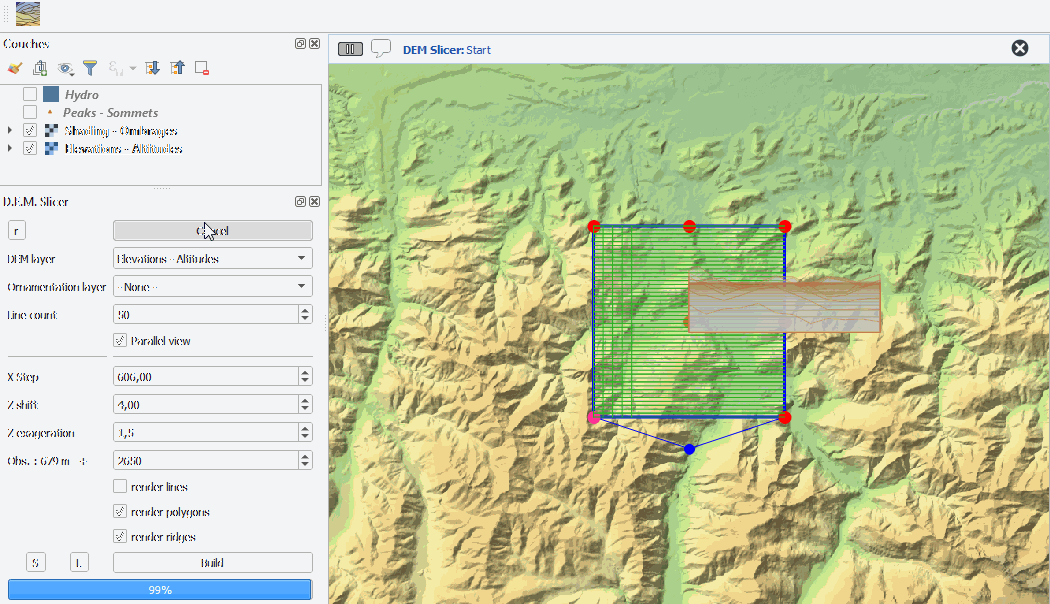 Couches
DEM Slicer: Start
Hydro
Peaks - Sommets
Shading - Ombrages
Elevations - Altitudes
D.E.M. Slicer
r
DEM layer
Elevations - Altitudes
Ornamentation layer
-- None --
Line count
50
Parallel view
X Step
606,00
Z shift
4,00
Z exageration
1,5
Obs. : 679 m +
2650
render lines
render polygons
render ridges
S
L
Build
99%